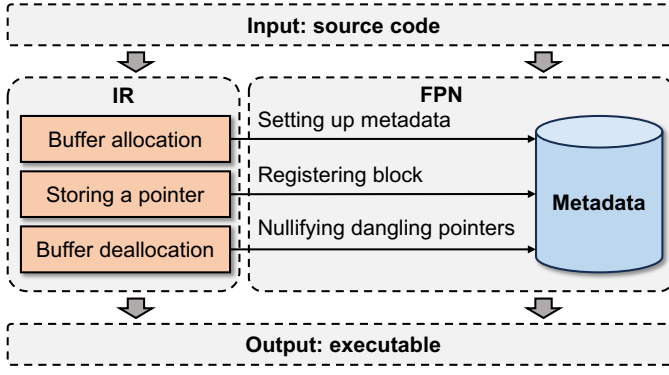 Input: source code
IR
FPN
Buffer allocation
Setting up metadata
Storing a pointer
Registering block
Metadata
Buffer deallocation
Nullifying dangling pointers
Output: executable